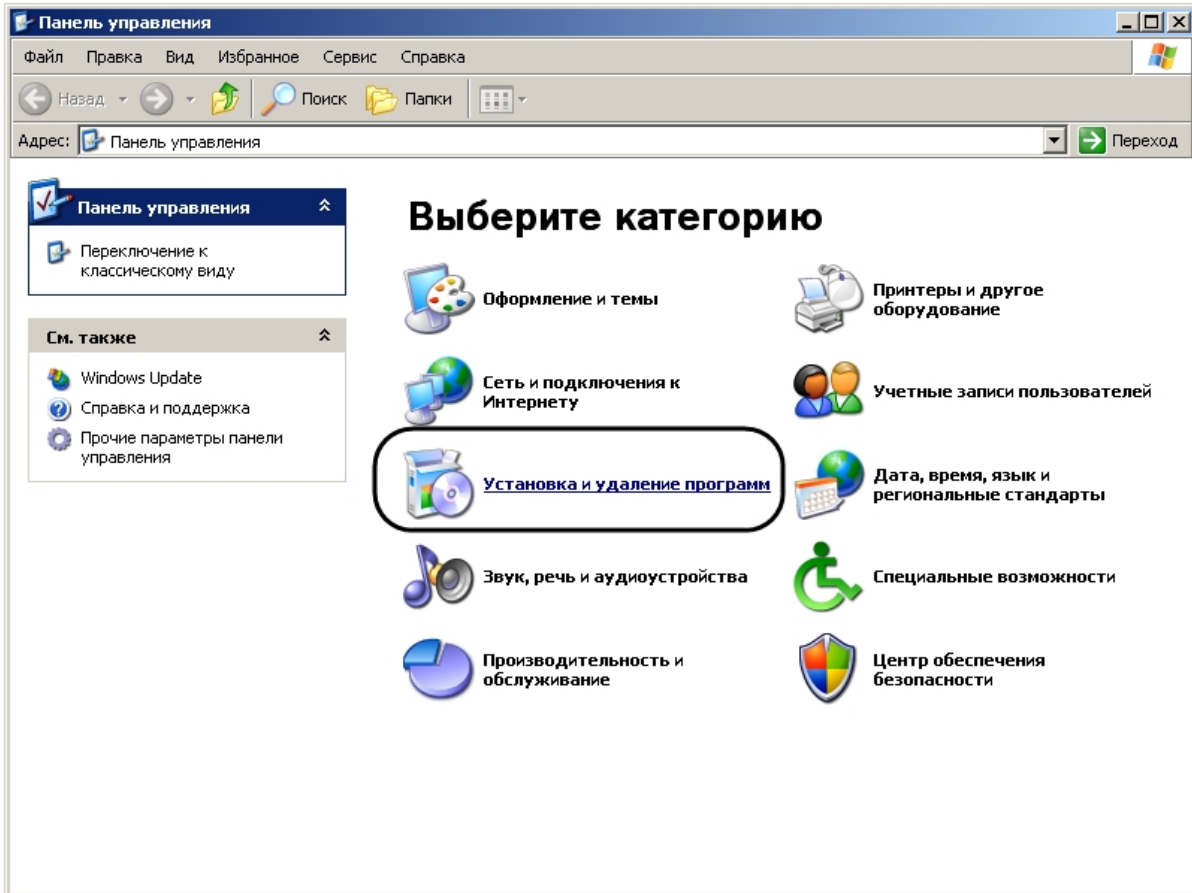 Панель управления
Файл Правка Вид Избранное Сервис Справка
Назад Поиск Папки
Адрес: Панель управления Переход
Панель управления
Переключение к
классическому виду
См. также
Windows Update
Справка и поддержка
Прочие параметры панели
управления
Выберите категорию
Оформление и темы
Принтеры и другое
оборудование
Сеть и подключения к
Интернету
Учетные записи пользователей
Установка и удаление программ
Дата, время, язык и
региональные стандарты
Звук, речь и аудиоустройства
Специальные возможности
Производительность и
обслуживание
Центр обеспечения
безопасности